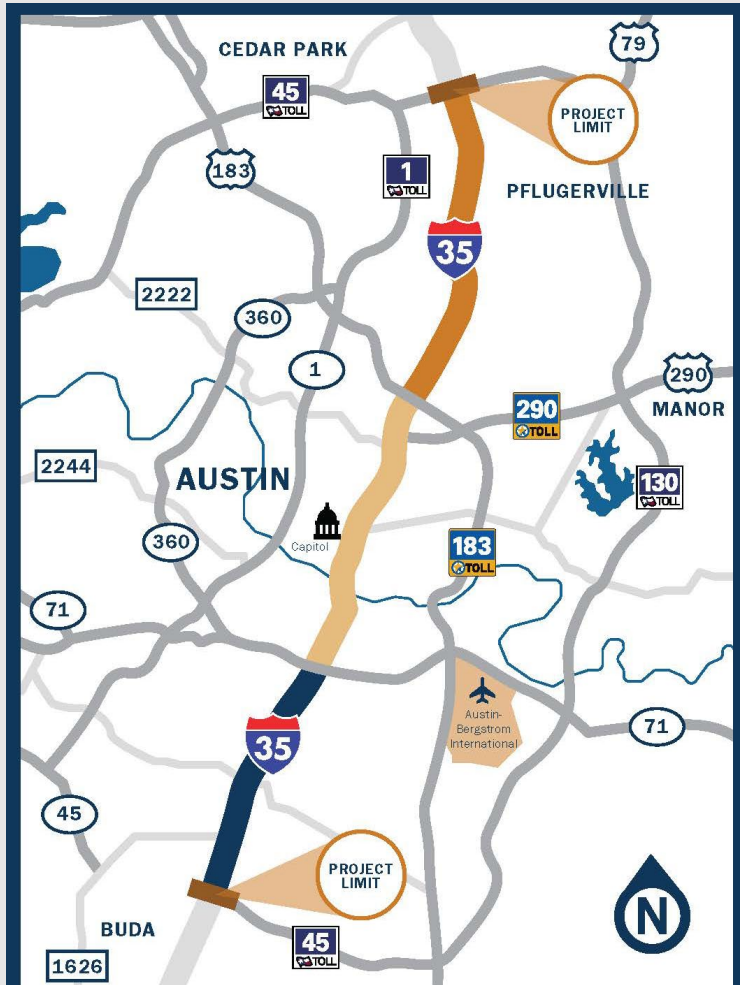 CEDAR PARK
79
45
TOLL
PROJECT
LIMIT
183
1
TOLL
PFLUGERVILLE
35
2222
360
1
290
MANOR
290
TOLL
2244
AUSTIN
130
TOLL
Capitol
360
183
TOLL
71
Austin-
Bergstrom
International
71
35
45
PROJECT
LIMIT
N
BUDA
45
TOLL
1626